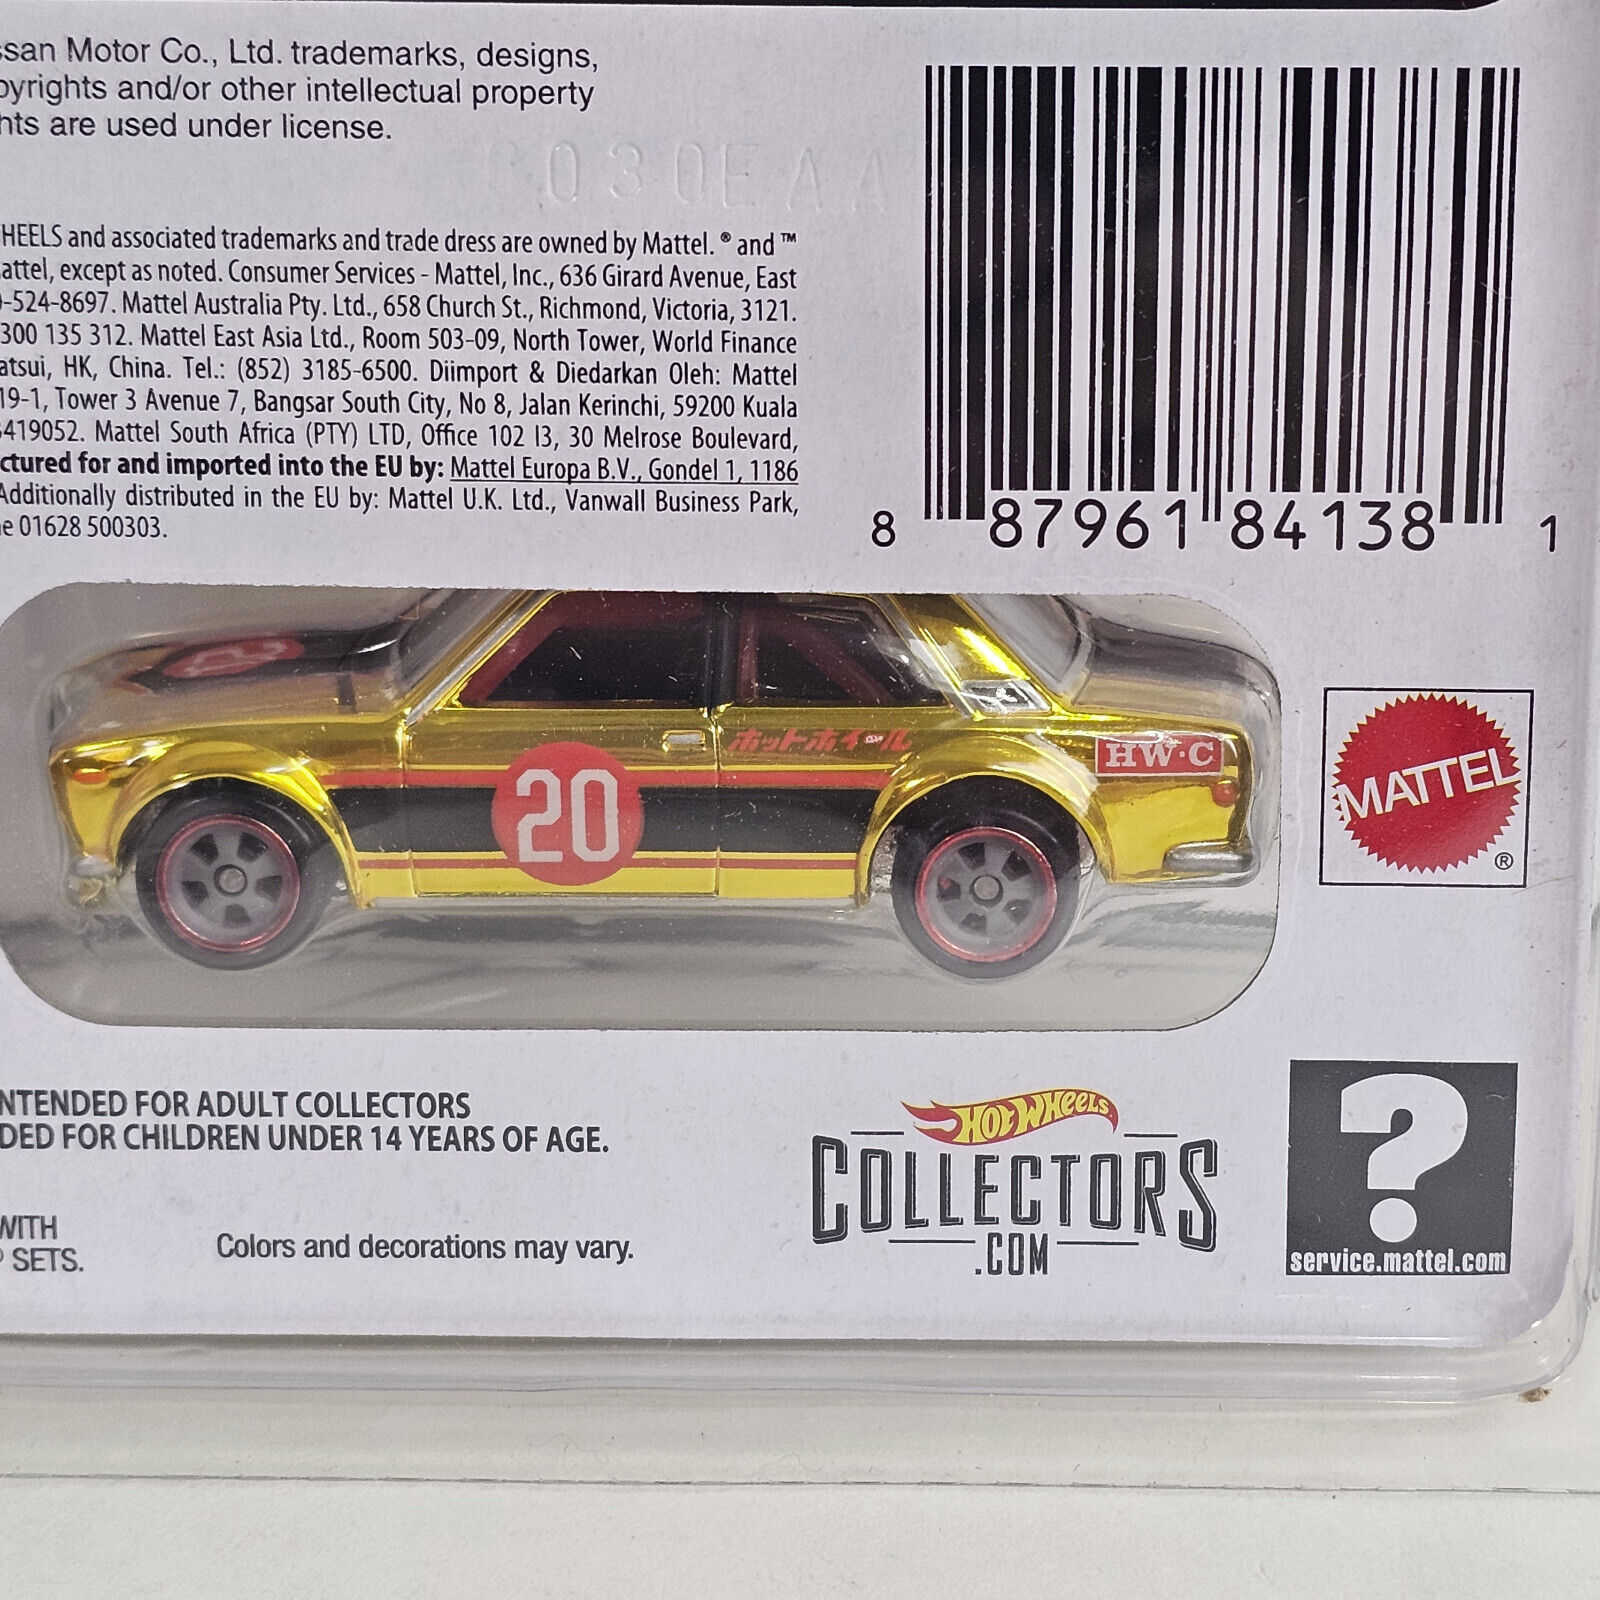 ssan Motor Co., Ltd. trademarks, designs,
pyrights and/or other intellectual property
hts are used under license.
030EAA
HEELS and associated trademarks and trade dress are owned by Mattel. ® and ™
attel, except as noted. Consumer Services - Mattel, Inc., 636 Girard Avenue, East
-524-8697. Mattel Australia Pty. Ltd., 658 Church St., Richmond, Victoria, 3121.
300 135 312. Mattel East Asia Ltd., Room 503-09, North Tower, World Finance
atsui, HK, China. Tel.: (852) 3185-6500. Diimport & Diedarkan Oleh: Mattel
19-1, Tower 3 Avenue 7, Bangsar South City, No 8, Jalan Kerinchi, 59200 Kuala
419052. Mattel South Africa (PTY) LTD, Office 102 I3, 30 Melrose Boulevard,
ctured for and imported into the EU by: Mattel Europa B.V., Gondel 1, 1186
Additionally distributed in the EU by: Mattel U.K. Ltd., Vanwall Business Park,
e 01628 500303.
8 87961 84138 1
20
ホットホイール
HW·C
20
MATTEL
®
NTENDED FOR ADULT COLLECTORS
DED FOR CHILDREN UNDER 14 YEARS OF AGE.
WITH
SETS.
Colors and decorations may vary.
HOT WHEELS
COLLECTORS
.COM
?
service.mattel.com